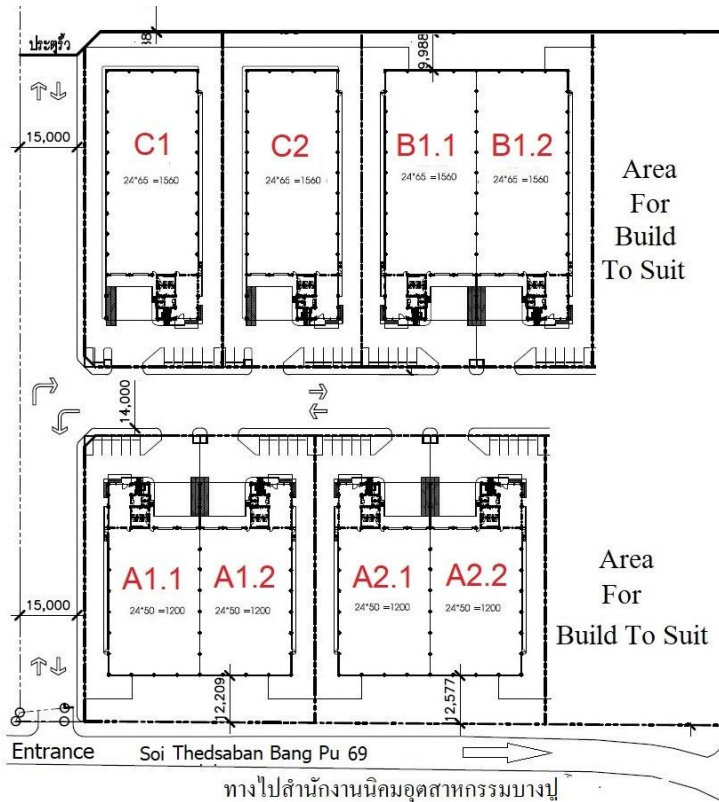 ประตูรั้ว
9,988
15,000
C1
24*65 =1560
C2
24*65 =1560
B1.1
24*65 =1560
B1.2
24*65 =1560
Area
For
Build
To Suit
14,000
A1.1
24*50 =1200
A1.2
24*50 =1200
A2.1
24*50 =1200
A2.2
24*50 =1200
Area
For
Build To Suit
15,000
12,209
12,577
Entrance
Soi Thedsaban Bang Pu 69
ทางไปสำนักงานนิคมอุตสาหกรรมบางปู